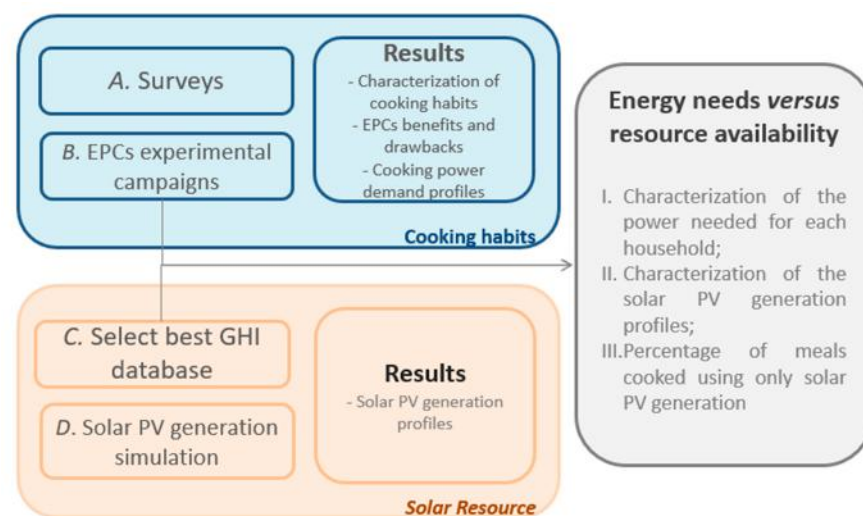 A. Surveys
B. EPCs experimental
campaigns
Results
- Characterization of
cooking habits
- EPCs benefits and
drawbacks
- Cooking power
demand profiles
Cooking habits
C. Select best GHI
database
D. Solar PV generation
simulation
Results
- Solar PV generation
profiles
Solar Resource
Energy needs versus
resource availability
I. Characterization of the
power needed for each
household;
II. Characterization of the
solar PV generation
profiles;
III.Percentage of meals
cooked using only solar
PV generation